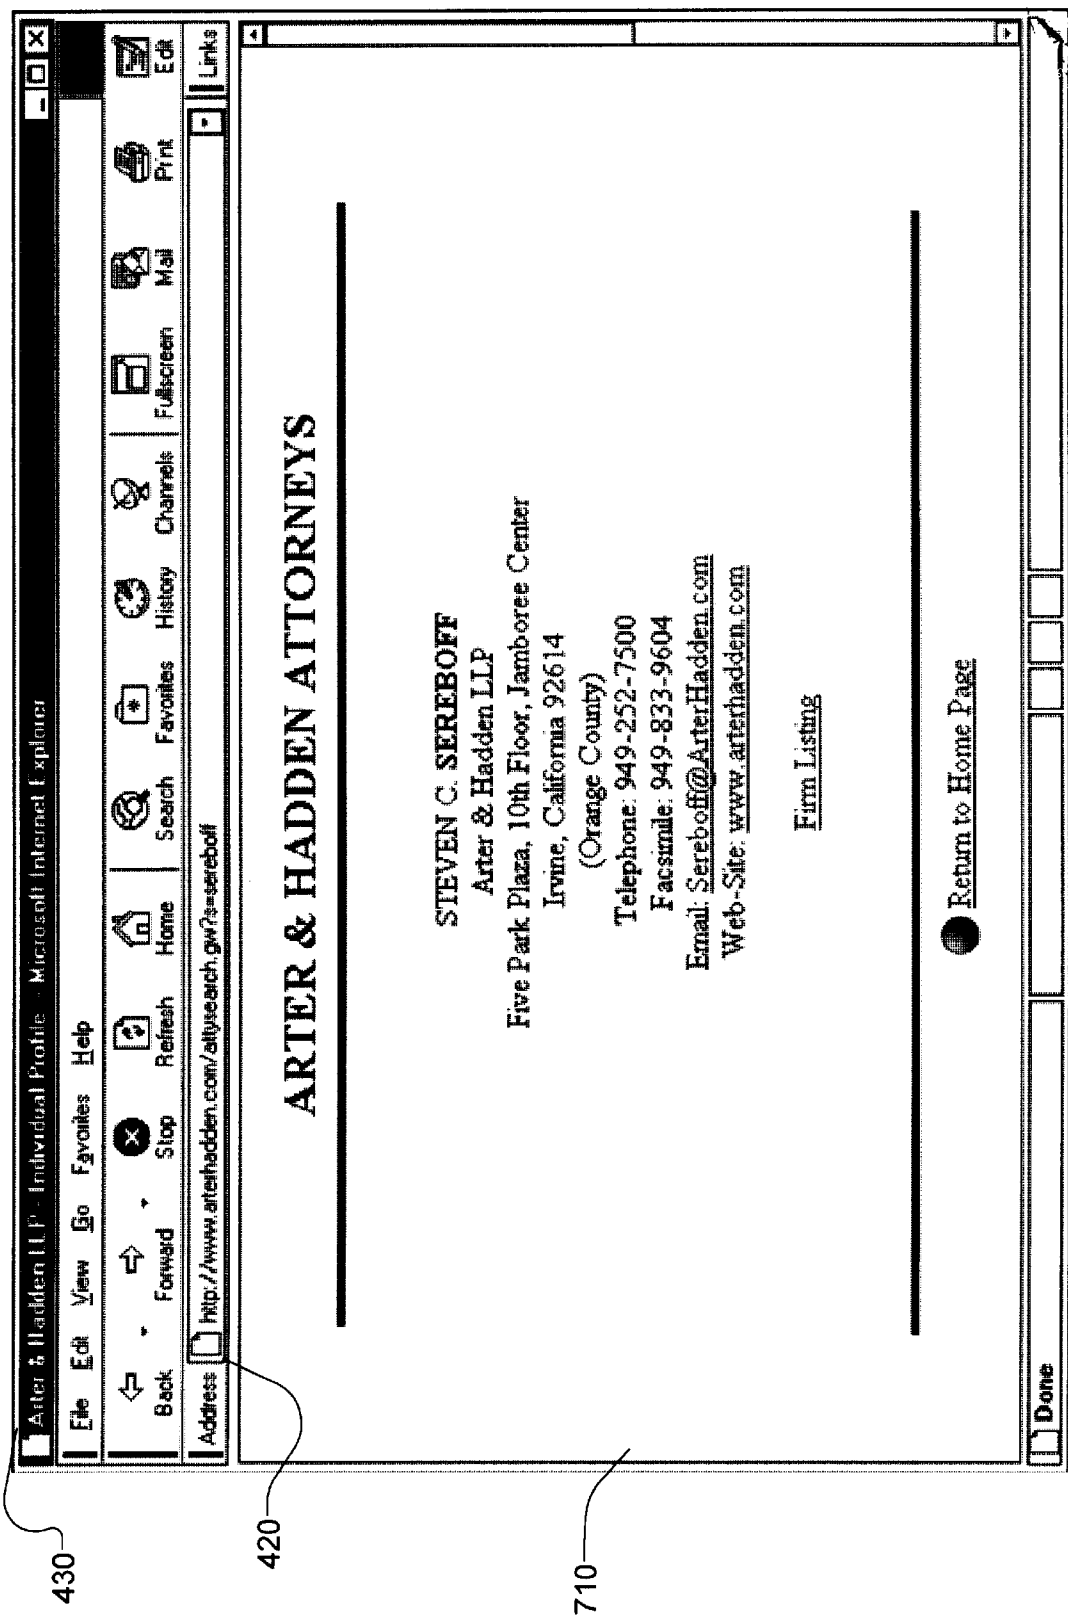 Arter & Hadden LLP - Individual Profile - Microsoft Internet Explorer
File Edit View Go Favorites Help
Back Forward Stop Refresh Home Search Favorites History Channels Fullscreen Mail Print Edit
Address http://www.arterhadden.com/attysearch.gw?s=sereboff Links
ARTER & HADDEN ATTORNEYS
STEVEN C. SEREBOFF
Arter & Hadden LLP
Five Park Plaza, 10th Floor, Jamboree Center
Irvine, California 92614
(Orange County)
Telephone: 949-252-7500
Facsimile: 949-833-9604
Email: Sereboff@ArterHadden.com
Web-Site: www.arterhadden.com
Firm Listing
Return to Home Page
Done
430
420
710